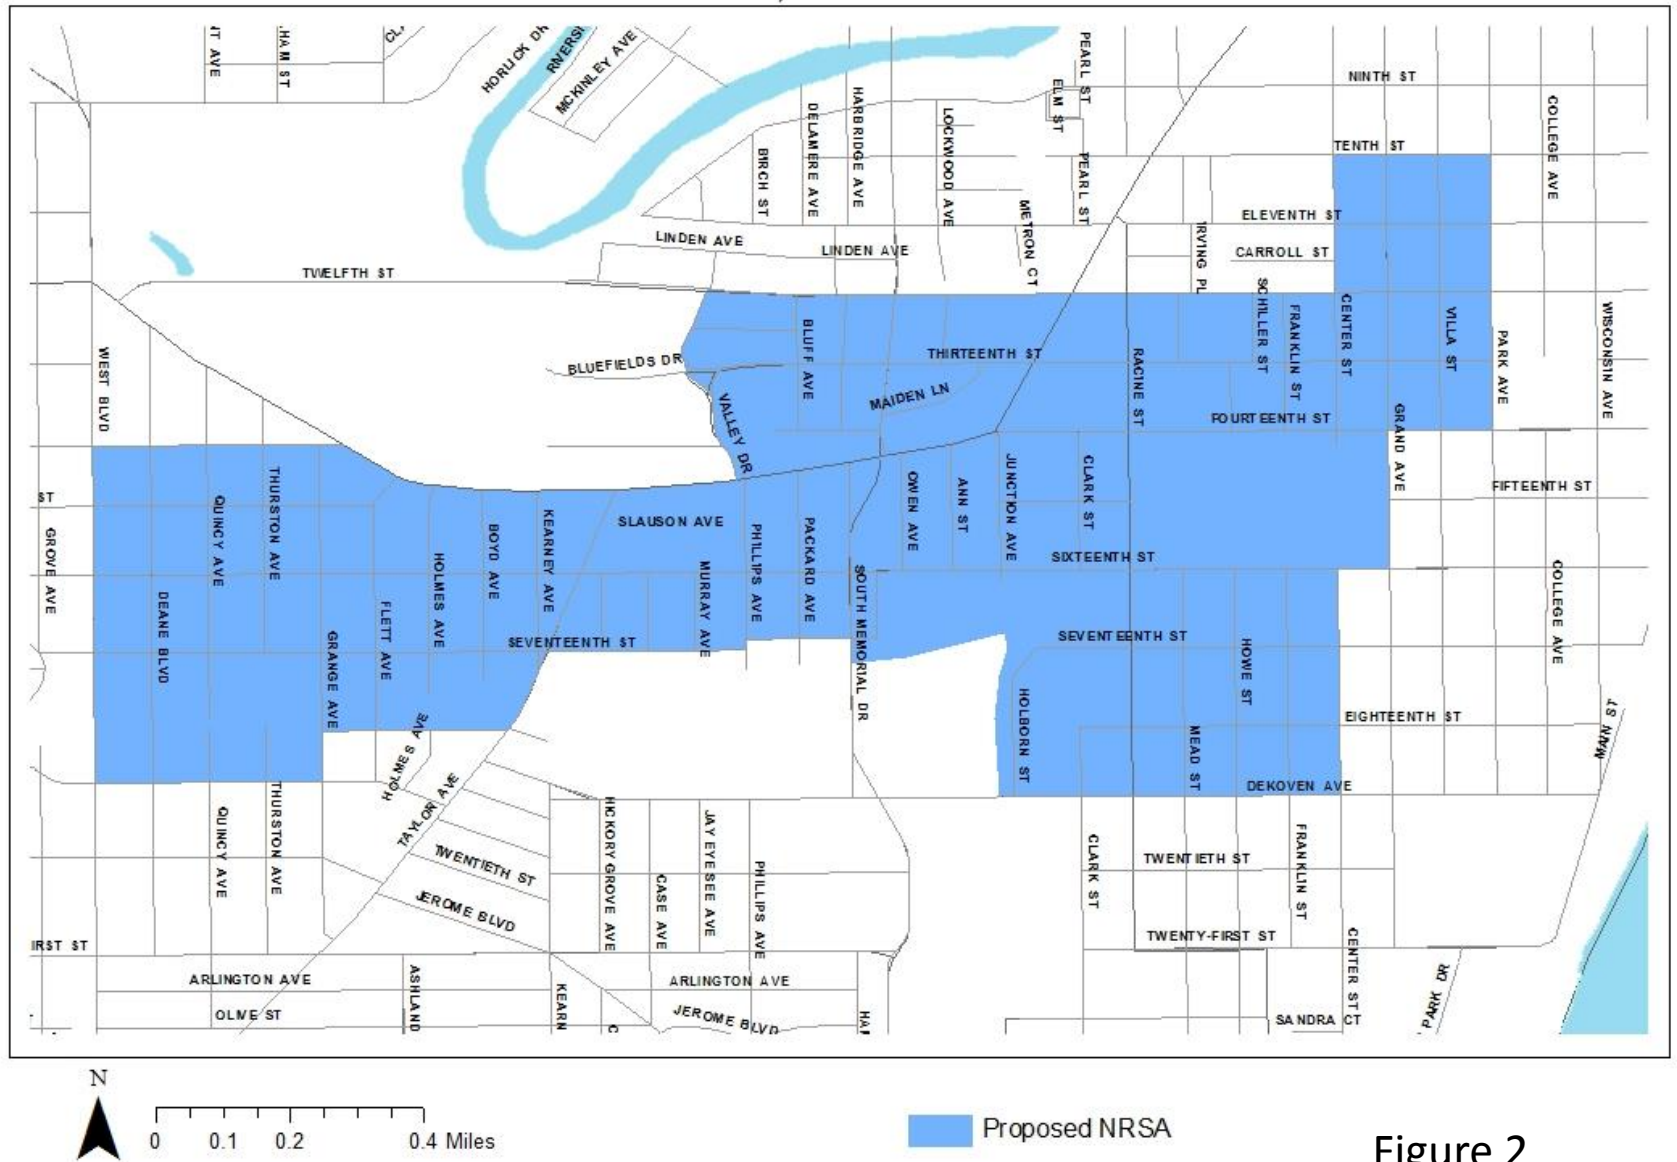 HAM ST
HORLICK DR
MCKINLEY AVE
PEARL ST
ELM ST
NINTH ST
COLLEGE AVE
DELAMERE AVE
HARBRIDGE AVE
LOCKWOOD AVE
TENTH ST
BIRCH ST
PEARL ST
METRON CT
ELEVENTH ST
IRVING PL
CARROLL ST
LINDEN AVE
LINDEN AVE
TWELFTH ST
SCHILLER ST
FRANKLIN ST
CENTER ST
VILLA ST
PARK AVE
WISCONSIN AVE
WEST BLVD
BLUEFIELDS DR
BLUFF AVE
THIRTEENTH ST
RACINE ST
MAIDEN LN
VALLEY DR
FOURTEENTH ST
GRAND AVE
ST
QUINCY AVE
THURSTON AVE
OWEN AVE
ANN ST
JUNCTION AVE
CLARK ST
FIFTEENTH ST
GROVE AVE
HOLMES AVE
BOYD AVE
KEARNEY AVE
SLAUSON AVE
PHILLIPS AVE
PACKARD AVE
SIXTEENTH ST
DEANE BLVD
GRANGE AVE
FLETT AVE
SEVENTEENTH ST
MURRAY AVE
SOUTH MEMORIAL DR
SEVENTEENTH ST
HOWE ST
COLLEGE AVE
HOLBORN ST
MEAD ST
EIGHTEENTH ST
MAIN ST
HOLMES AVE
DEKOVEN AVE
QUINCY AVE
THURSTON AVE
TAYLOR AVE
TWENTIETH ST
JEROME BLVD
HICKORY GROVE AVE
CASE AVE
JAY EYE SEE AVE
PHILLIPS AVE
CLARK ST
TWENTIETH ST
FRANKLIN ST
IRST ST
TWENTY-FIRST ST
CENTER ST
ARLINGTON AVE
ASHLAND
KEARN
ARLINGTON AVE
PARK DR
OLIVE ST
C
JEROME BLVD
SANDRA CT
N
0 0.1 0.2 0.4 Miles
Proposed NRSA
Figure 2